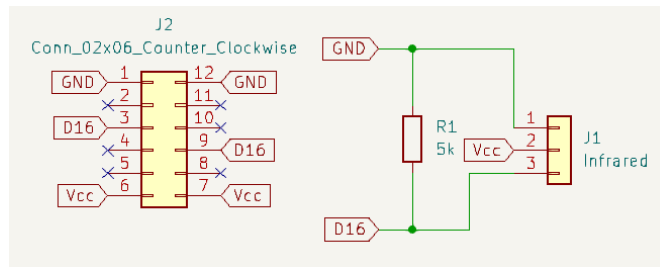 J2
Conn_02x06_Counter_Clockwise
GND 1 12 GND
2 11
D16 3 10
4 9 D16
5 8
Vcc 6 7 Vcc
GND
R1
5k
1
Vcc 2
3
J1
Infrared
D16